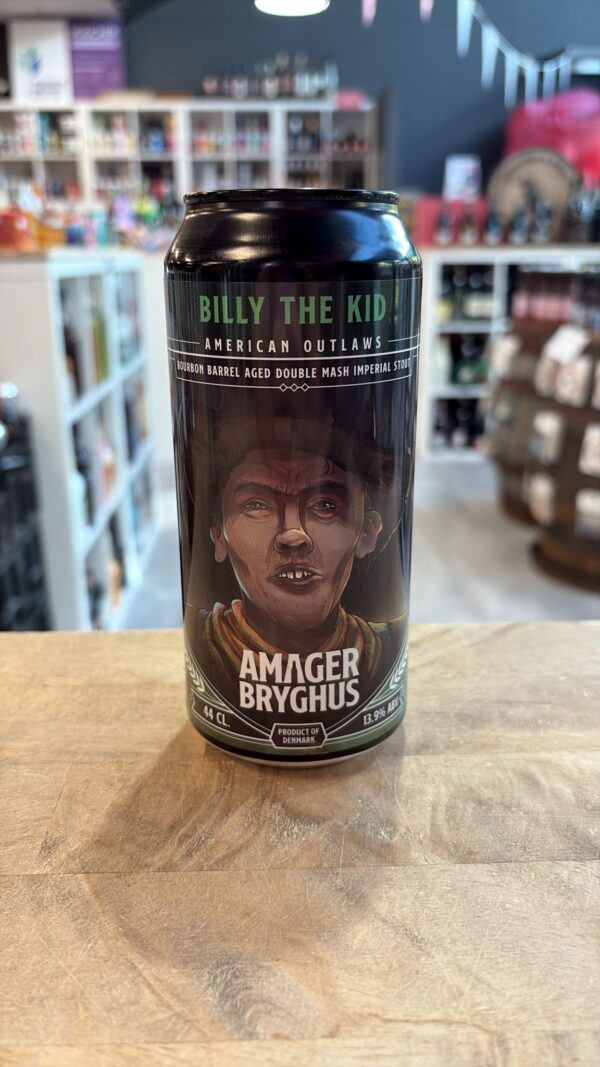 BILLY THE KID
AMERICAN OUTLAWS
BOURBON BARREL AGED DOUBLE MASH IMPERIAL STOUT
AMAGER
BRYGHUS
44 CL.
13.9% ABV
PRODUCT OF
DENMARK